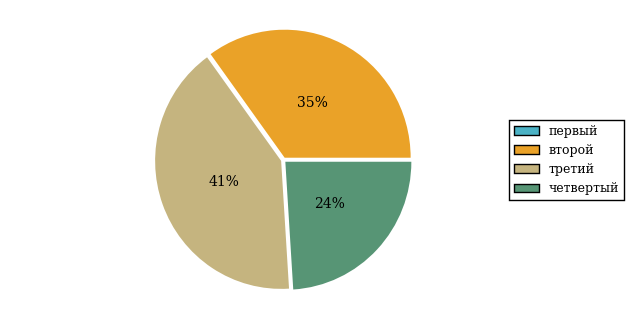 35%
41%
24%
первый
второй
третий
четвертый